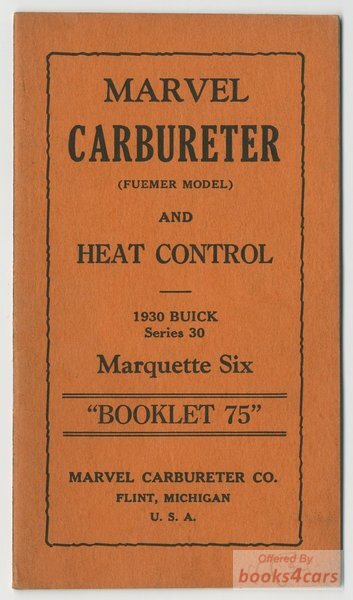 MARVEL
CARBURETER
(FUEMER MODEL)
AND
HEAT CONTROL
1930 BUICK
Series 30
Marquette Six
"BOOKLET 75"
MARVEL CARBURETER CO.
FLINT, MICHIGAN
U. S. A.
Offered By
books4cars